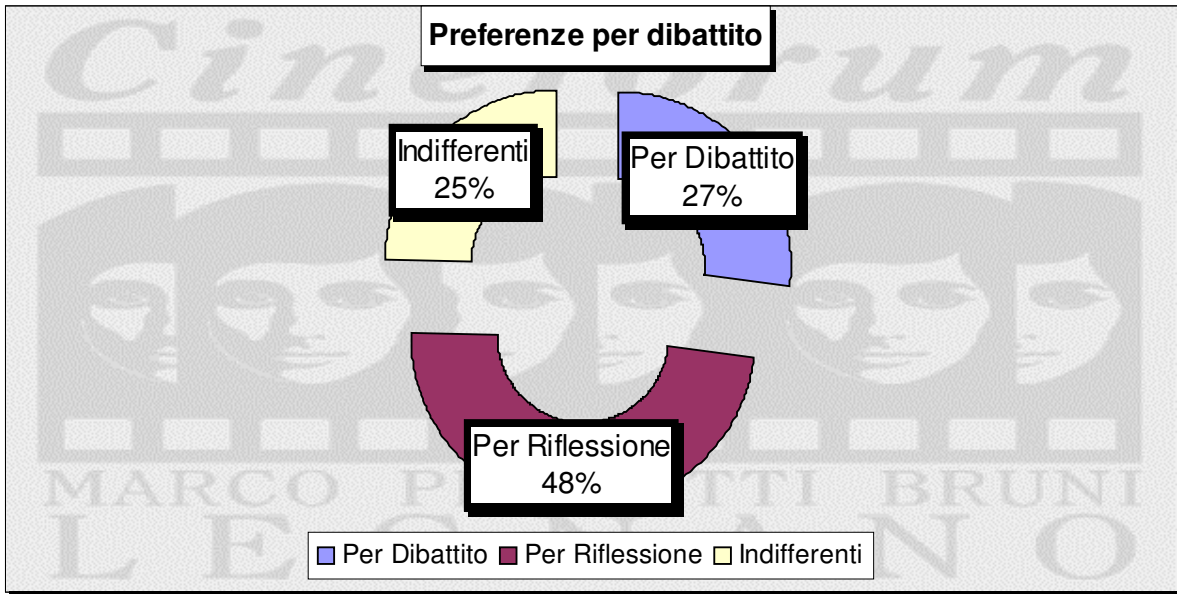 Preferenze per dibattito
Cineforum
Indifferenti
25%
Per Dibattito
27%
Per Riflessione
48%
MARCO BRUNI
Per Dibattito Per Riflessione Indifferenti